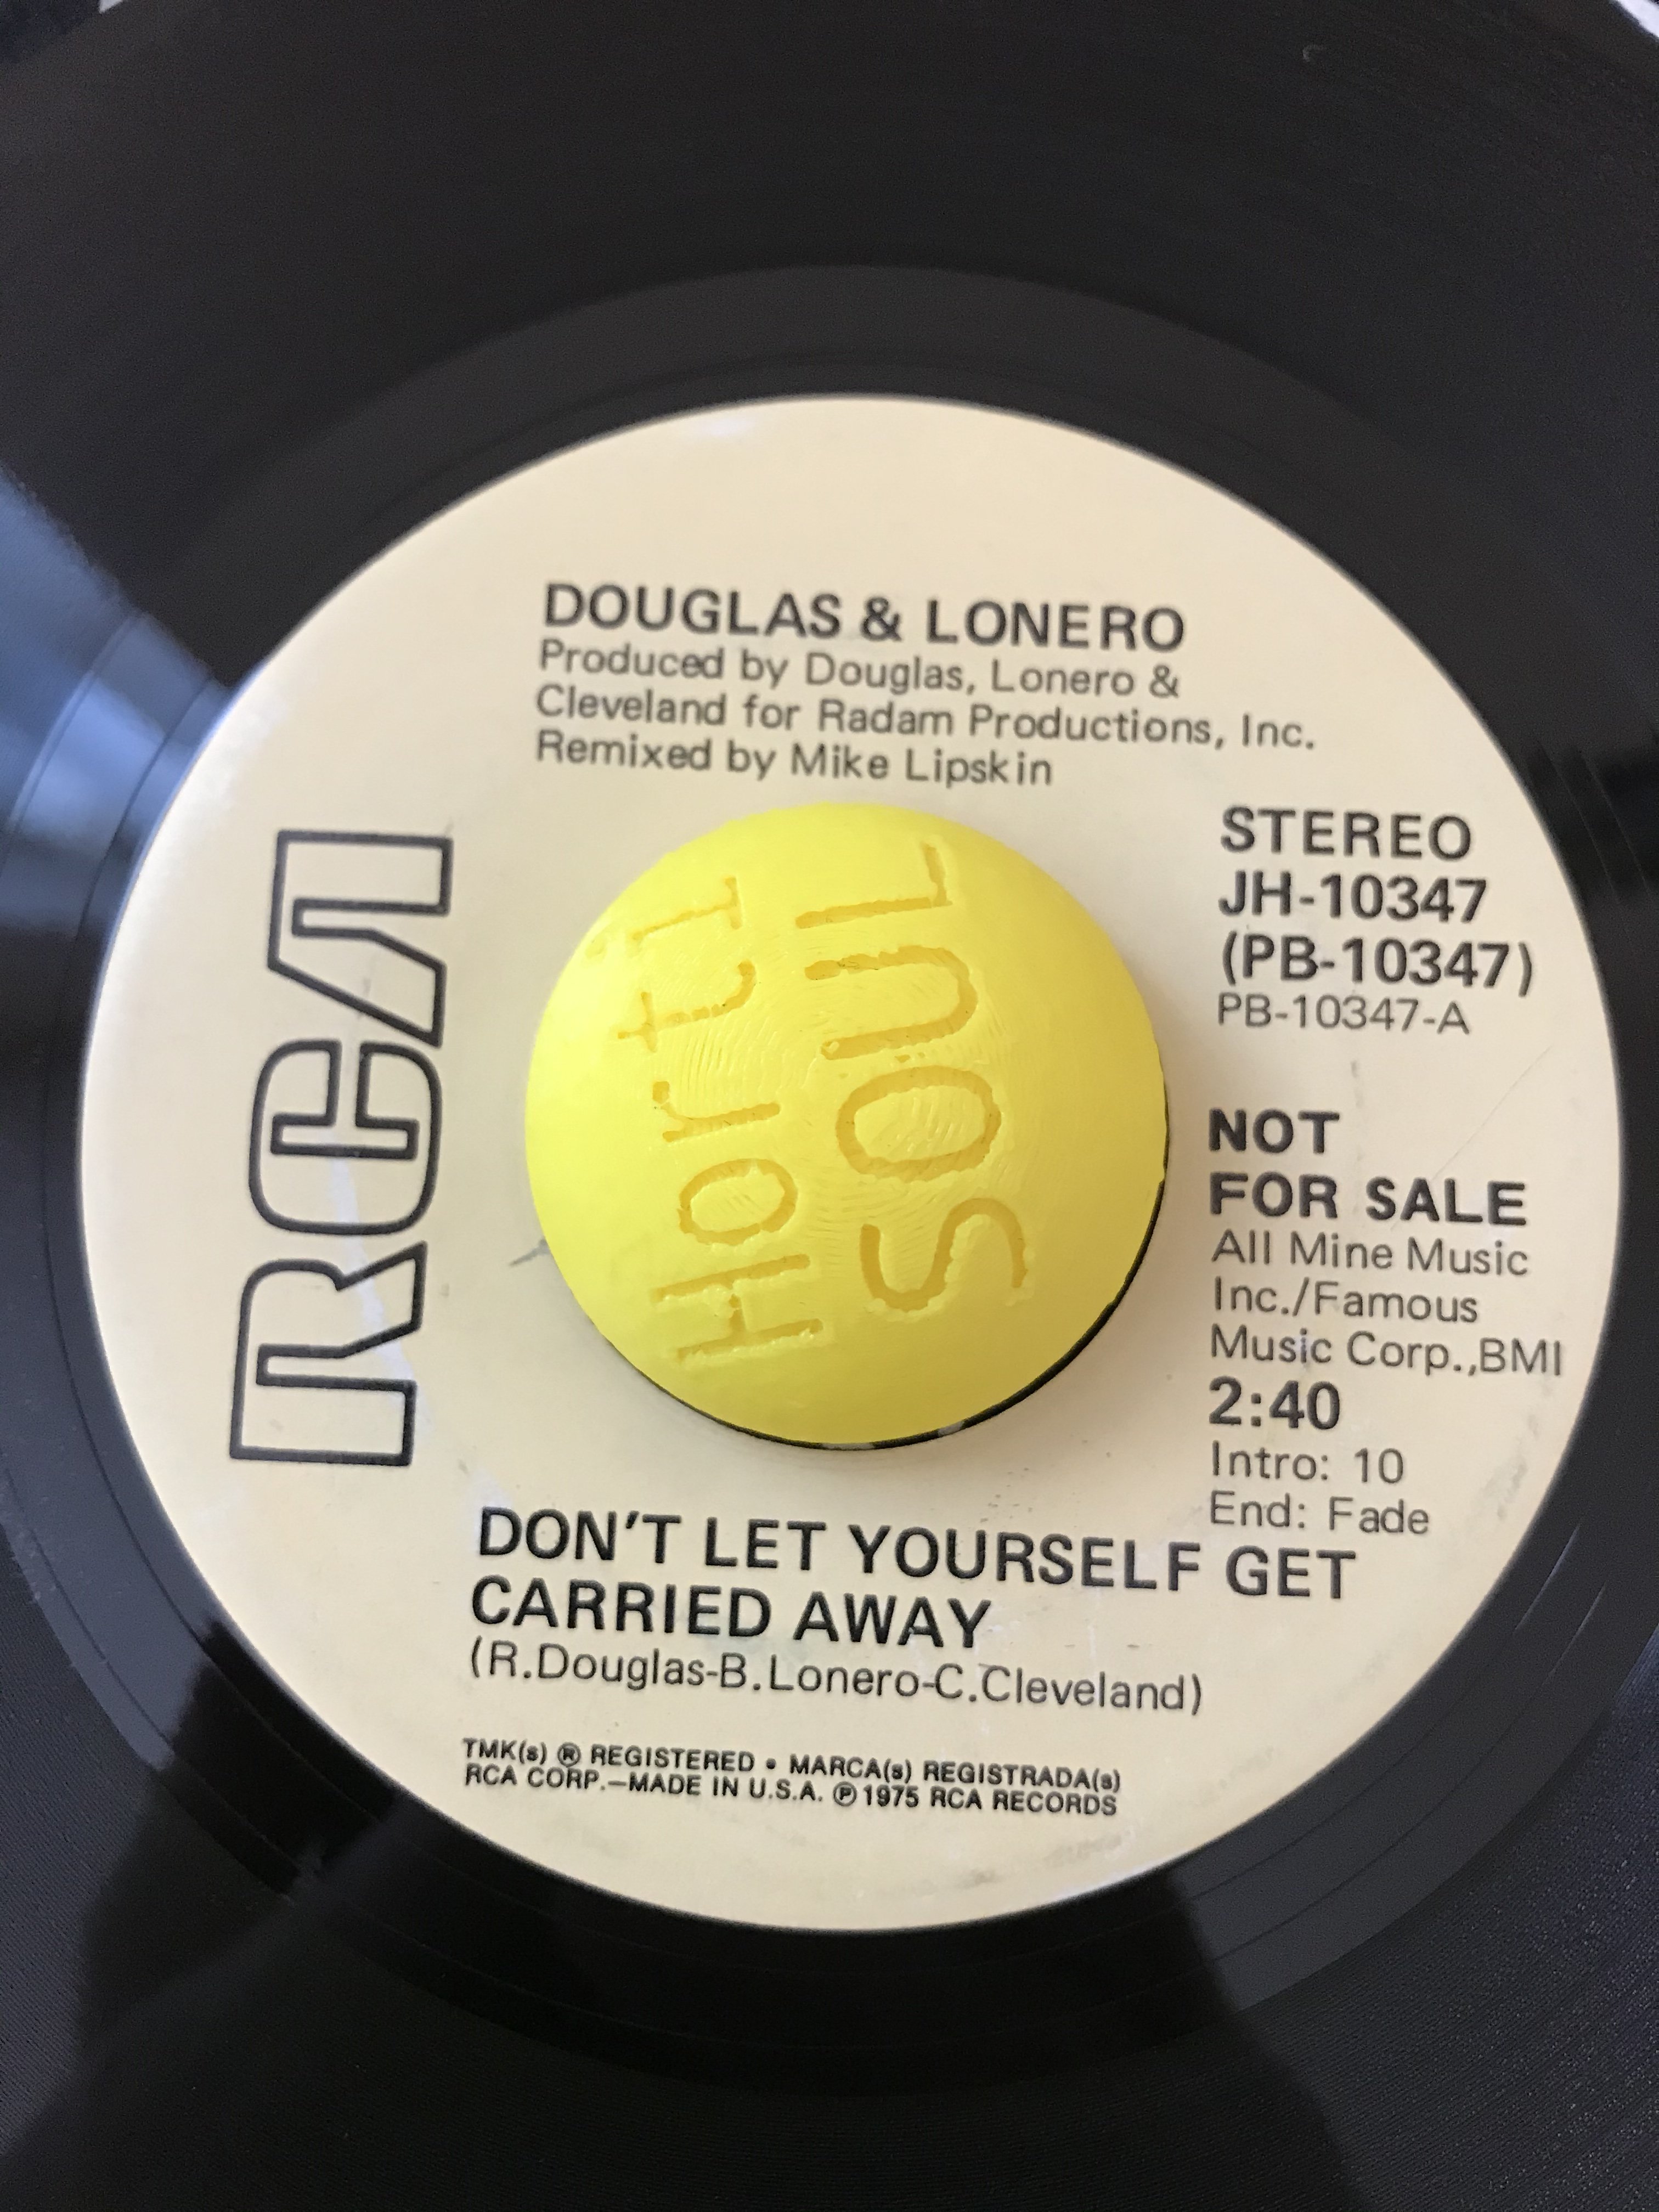 DOUGLAS & LONERO
Produced by Douglas, Lonero &
Cleveland for Radam Productions, Inc.
Remixed by Mike Lipskin
RCA
Horti
SOUL
STEREO
JH-10347
(PB-10347)
PB-10347-A
NOT
FOR SALE
All Mine Music
Inc./Famous
Music Corp.,BMI
2:40
Intro: 10
End: Fade
DON'T LET YOURSELF GET
CARRIED AWAY
(R.Douglas-B.Lonero-C.Cleveland)
TMK(s) ® REGISTERED • MARCA(s) REGISTRADA(s)
RCA CORP.—MADE IN U.S.A. ℗ 1975 RCA RECORDS